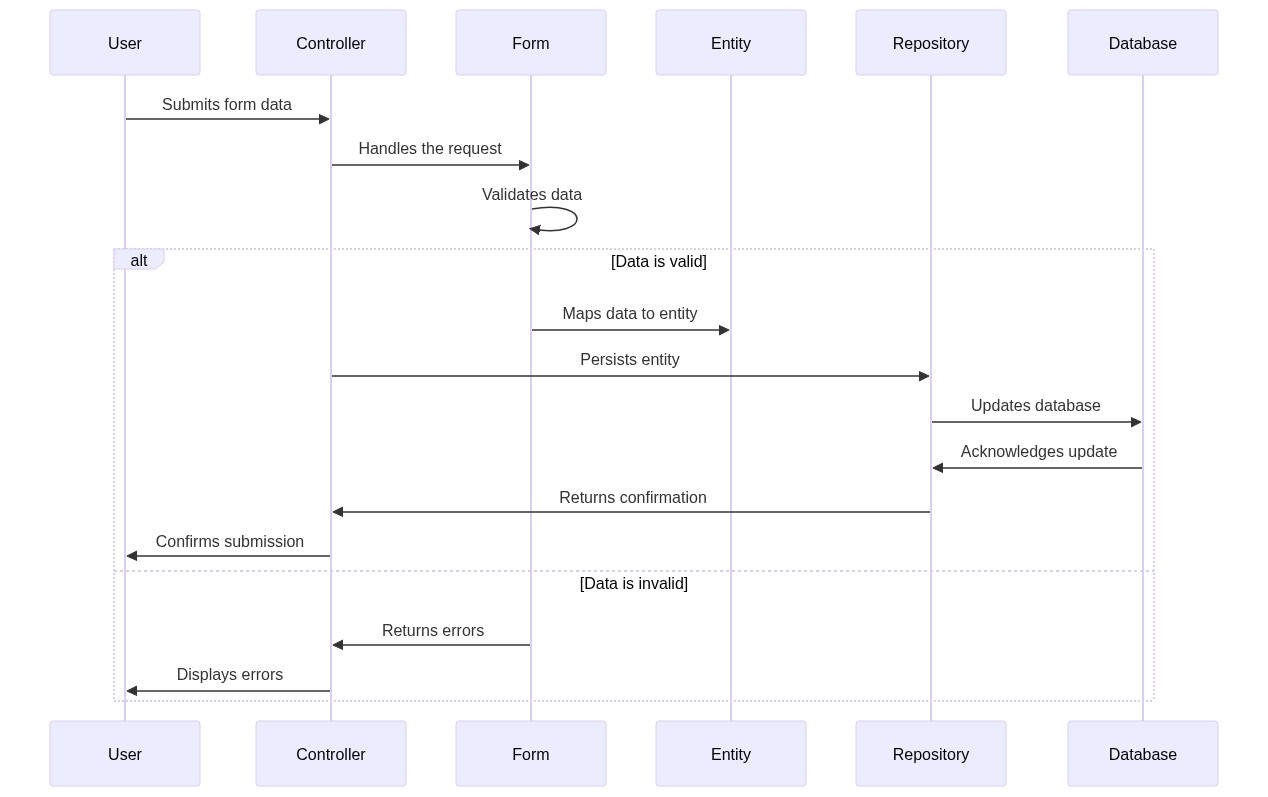 User
Controller
Form
Entity
Repository
Database
Submits form data
Handles the request
Validates data
alt
[Data is valid]
Maps data to entity
Persists entity
Updates database
Acknowledges update
Returns confirmation
Confirms submission
[Data is invalid]
Returns errors
Displays errors
User
Controller
Form
Entity
Repository
Database